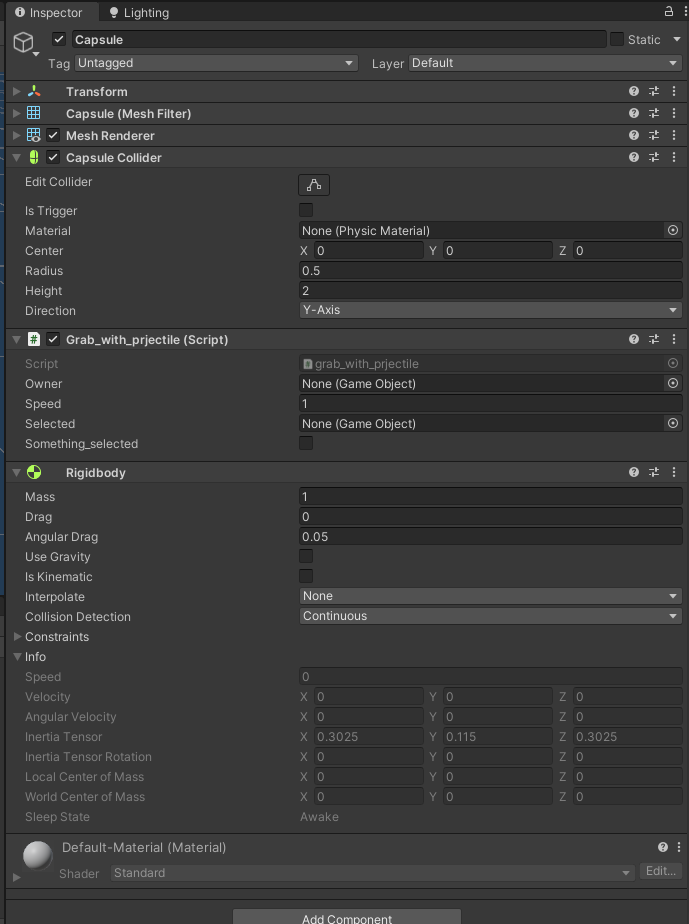 Inspector Lighting
Capsule Static
Tag Untagged Layer Default
Transform
Capsule (Mesh Filter)
Mesh Renderer
Capsule Collider
Edit Collider
Is Trigger
Material None (Physic Material)
Center X 0 Y 0 Z 0
Radius 0.5
Height 2
Direction Y-Axis
# Grab_with_prjectile (Script)
Script grab_with_prjectile
Owner None (Game Object)
Speed 1
Selected None (Game Object)
Something_selected
Rigidbody
Mass 1
Drag 0
Angular Drag 0.05
Use Gravity
Is Kinematic
Interpolate None
Collision Detection Continuous
Constraints
Info
Speed 0
Velocity X 0 Y 0 Z 0
Angular Velocity X 0 Y 0 Z 0
Inertia Tensor X 0.3025 Y 0.115 Z 0.3025
Inertia Tensor Rotation X 0 Y 0 Z 0
Local Center of Mass X 0 Y 0 Z 0
World Center of Mass X 0 Y 0 Z 0
Sleep State Awake
Default-Material (Material)
Shader Standard Edit...
Add Component